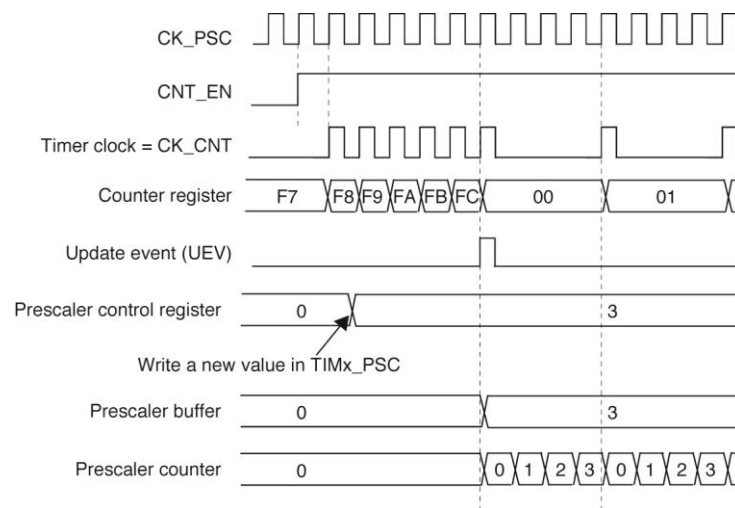 CK_PSC
CNT_EN
Timer clock = CK_CNT
Counter register F7 F8 F9 FA FB FC 00 01
Update event (UEV)
Prescaler control register 0 3
Write a new value in TIMx_PSC
Prescaler buffer 0 3
Prescaler counter 0 0 1 2 3 0 1 2 3